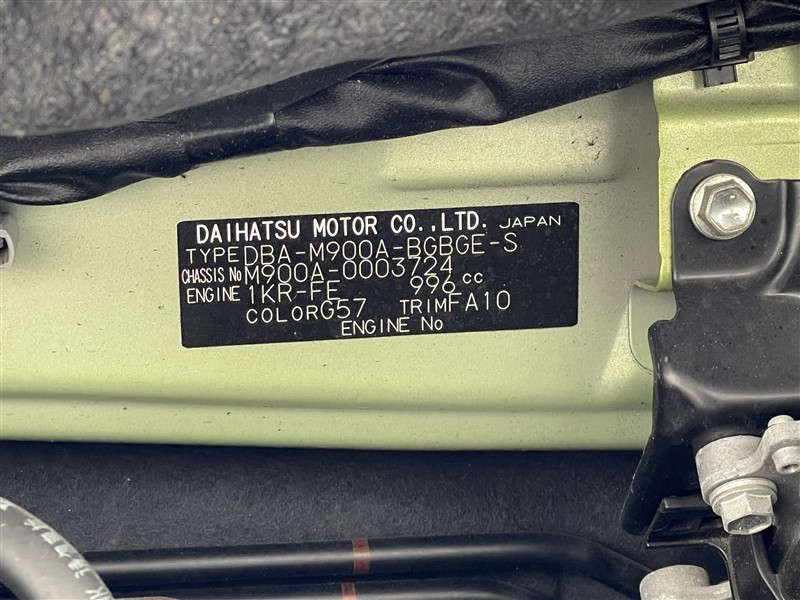 DAIHATSU MOTOR CO.,LTD. JAPAN
TYPE DBA-M900A-BGBGE-S
CHASSIS No M900A-0003724
ENGINE 1KR-FE 996 cc
COLOR G57 TRIM FA10
ENGINE No